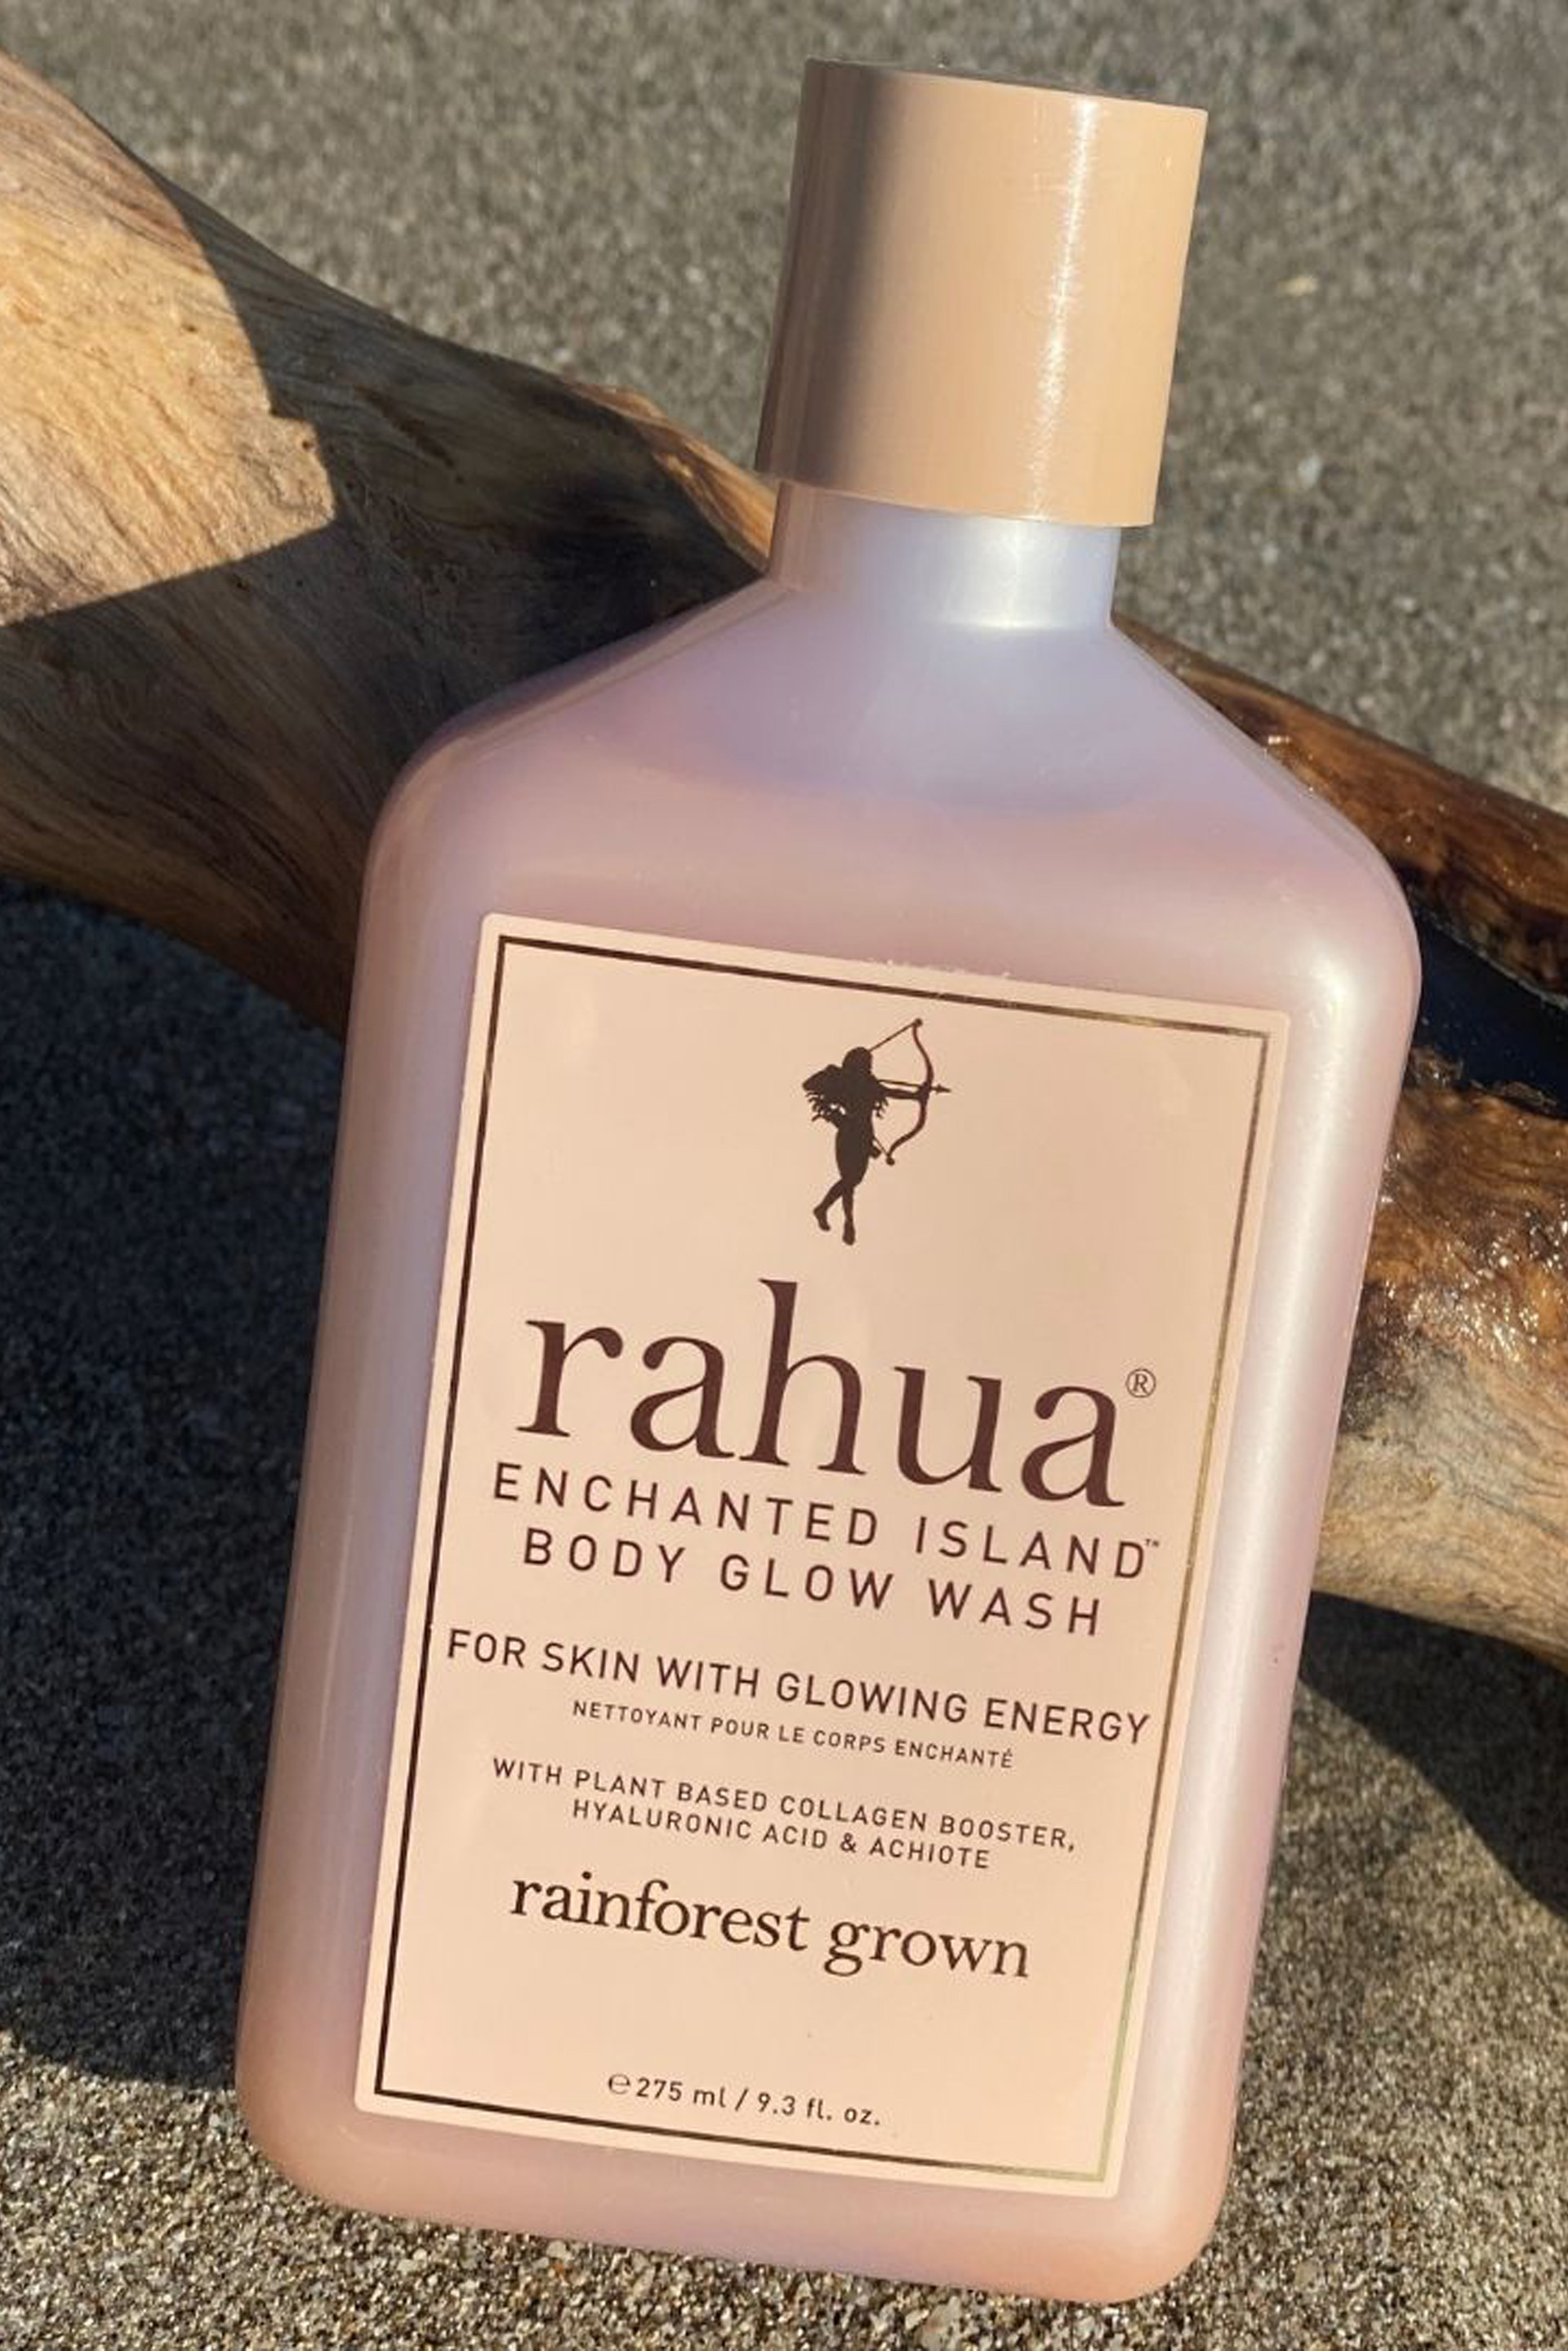 rahua®
ENCHANTED ISLAND™
BODY GLOW WASH
FOR SKIN WITH GLOWING ENERGY
NETTOYANT POUR LE CORPS ENCHANTÉ
WITH PLANT BASED COLLAGEN BOOSTER,
HYALURONIC ACID & ACHIOTE
rainforest grown
℮ 275 ml / 9.3 fl. oz.